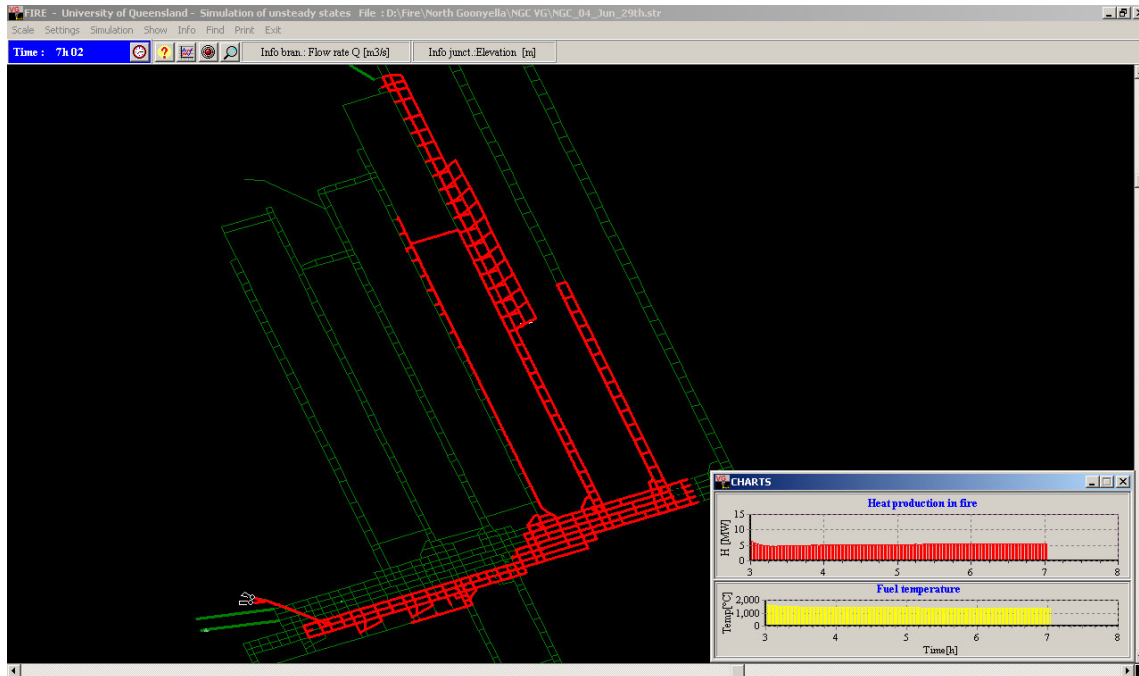 FIRE - University of Queensland - Simulation of unsteady states File : D:\Fire\North Goonyella\NGC VG\NGC_04_Jun_29th.str
Scale Settings Simulation Show Info Find Print Exit
Time : 7h 02 ? Info bran.: Flow rate Q [m3/s] Info junct.:Elevation [m]
VG CHARTS
Heat production in fire
H [MW]
15
10
5
0
3 4 5 6 7 8
Fuel temperature
Temp[°C]
2,000
1,000
0
3 4 5 6 7 8
Time[h]